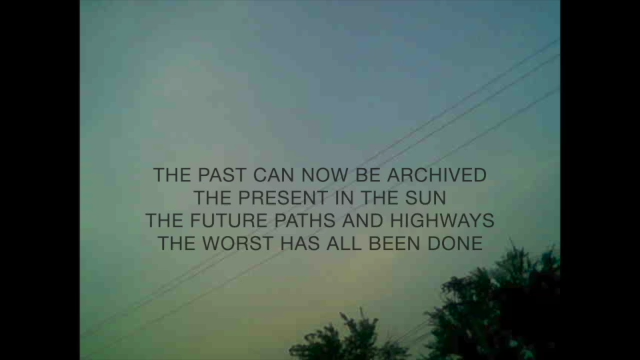 THE PAST CAN NOW BE ARCHIVED
THE PRESENT IN THE SUN
THE FUTURE PATHS AND HIGHWAYS
THE WORST HAS ALL BEEN DONE